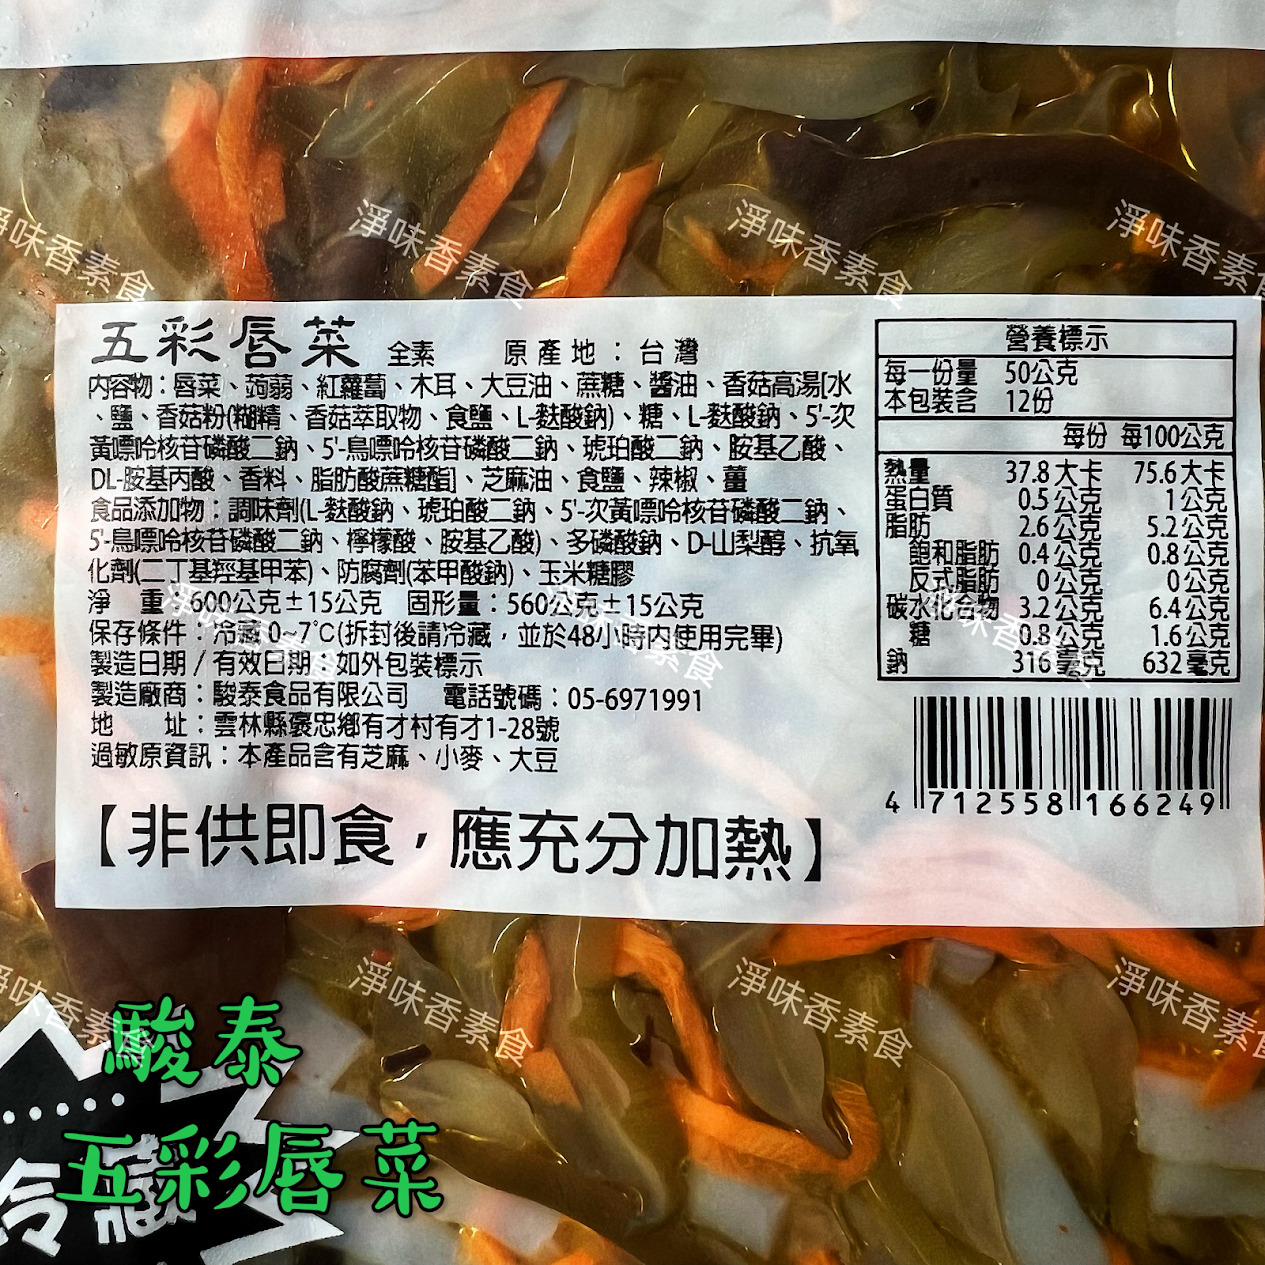 五彩唇菜 全素 原產地：台灣
內容物：唇菜、蒟蒻、紅蘿蔔、木耳、大豆油、蔗糖、醬油、香菇高湯[水
、鹽、香菇粉(糊精、香菇萃取物、食鹽、L-麩酸鈉)、糖、L-麩酸鈉、5'-次
黃嘌呤核苷磷酸二鈉、5'-鳥嘌呤核苷磷酸二鈉、琥珀酸二鈉、胺基乙酸、
DL-胺基丙酸、香料、脂肪酸蔗糖酯]、芝麻油、食鹽、辣椒、薑
食品添加物：調味劑(L-麩酸鈉、琥珀酸二鈉、5'-次黃嘌呤核苷磷酸二鈉、
5'-鳥嘌呤核苷磷酸二鈉、檸檬酸、胺基乙酸)、多磷酸鈉、D-山梨醇、抗氧
化劑(二丁基羥基甲苯)、防腐劑(苯甲酸鈉)、玉米糖膠
淨 重：600公克±15公克 固形量：560公克±15公克
保存條件：冷藏 0~7℃(拆封後請冷藏，並於48小時內使用完畢)
製造日期/有效日期：如外包裝標示
製造廠商：駿泰食品有限公司 電話號碼：05-6971991
地 址：雲林縣褒忠鄉有才村有才1-28號
過敏原資訊：本產品含有芝麻、小麥、大豆
【非供即食，應充分加熱】
營養標示
每一份量 50公克
本包裝含 12份
每份 每100公克
熱量 37.8大卡 75.6大卡
蛋白質 0.5公克 1公克
脂肪 2.6公克 5.2公克
飽和脂肪 0.4公克 0.8公克
反式脂肪 0公克 0公克
碳水化合物 3.2公克 6.4公克
糖 0.8公克 1.6公克
鈉 316毫克 632毫克
4 712558 166249
駿泰
五彩唇菜
冷藏
淨味香素食
淨味香素食
淨味香素食
淨味香素食
淨味香素食
淨味香素食